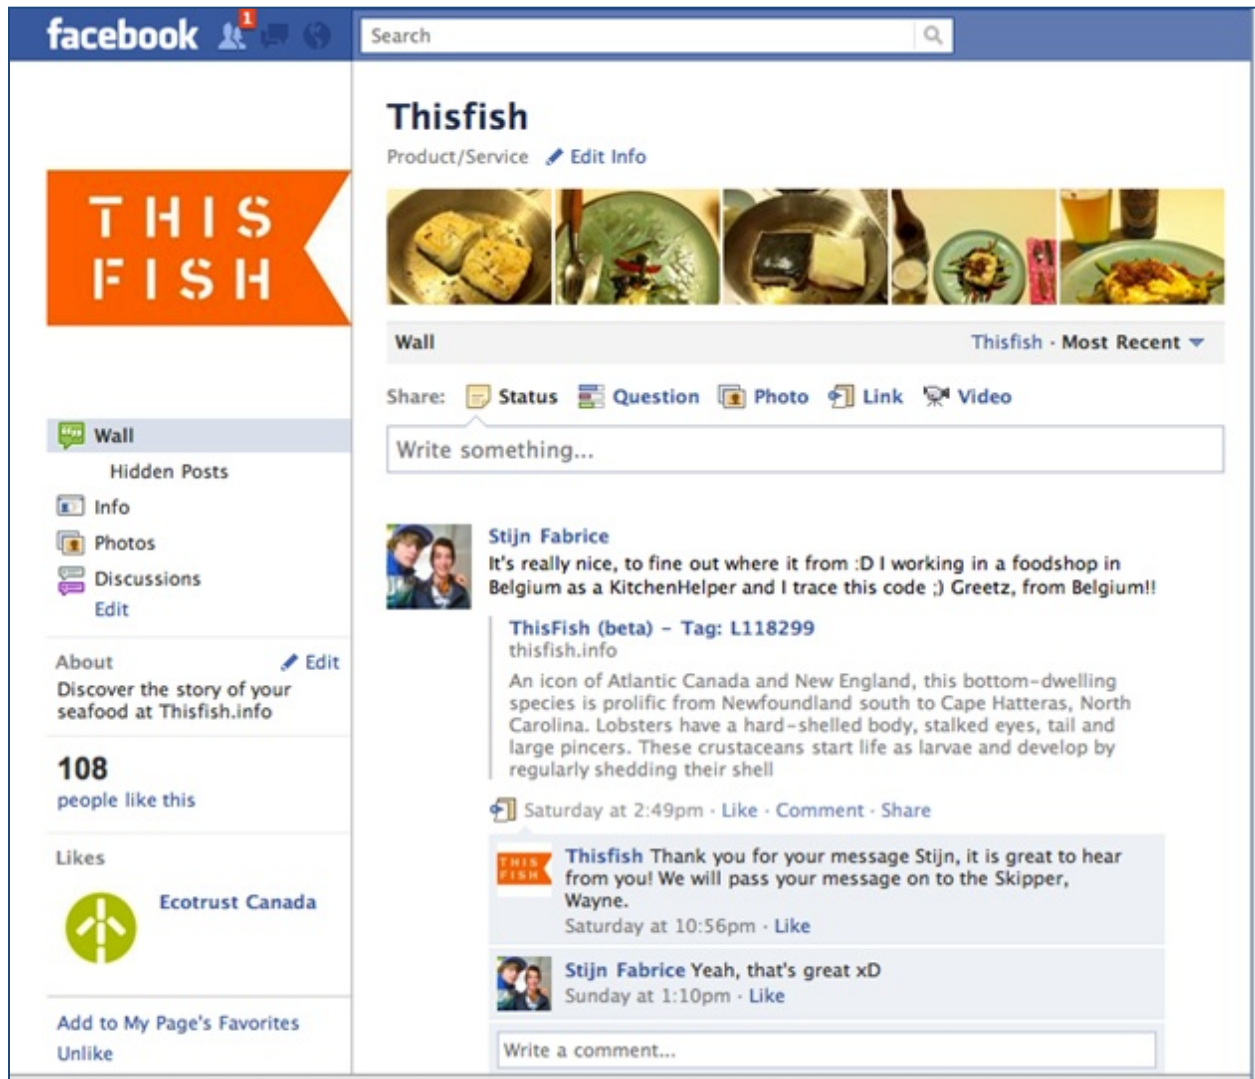 facebook
1
Search
Thisfish
Product/Service Edit Info
THIS
FISH
Wall
Thisfish · Most Recent
Share: Status Question Photo Link Video
Write something...
Wall
Hidden Posts
Info
Photos
Discussions
Edit
About Edit
Discover the story of your
seafood at Thisfish.info
108
people like this
Likes
Ecotrust Canada
Add to My Page's Favorites
Unlike
Stijn Fabrice
It's really nice, to fine out where it from :D I working in a foodshop in
Belgium as a KitchenHelper and I trace this code ;) Greetz, from Belgium!!
ThisFish (beta) – Tag: L118299
thisfish.info
An icon of Atlantic Canada and New England, this bottom-dwelling
species is prolific from Newfoundland south to Cape Hatteras, North
Carolina. Lobsters have a hard-shelled body, stalked eyes, tail and
large pincers. These crustaceans start life as larvae and develop by
regularly shedding their shell
Saturday at 2:49pm · Like · Comment · Share
THIS
FISH
Thisfish Thank you for your message Stijn, it is great to hear
from you! We will pass your message on to the Skipper,
Wayne.
Saturday at 10:56pm · Like
Stijn Fabrice Yeah, that's great xD
Sunday at 1:10pm · Like
Write a comment...